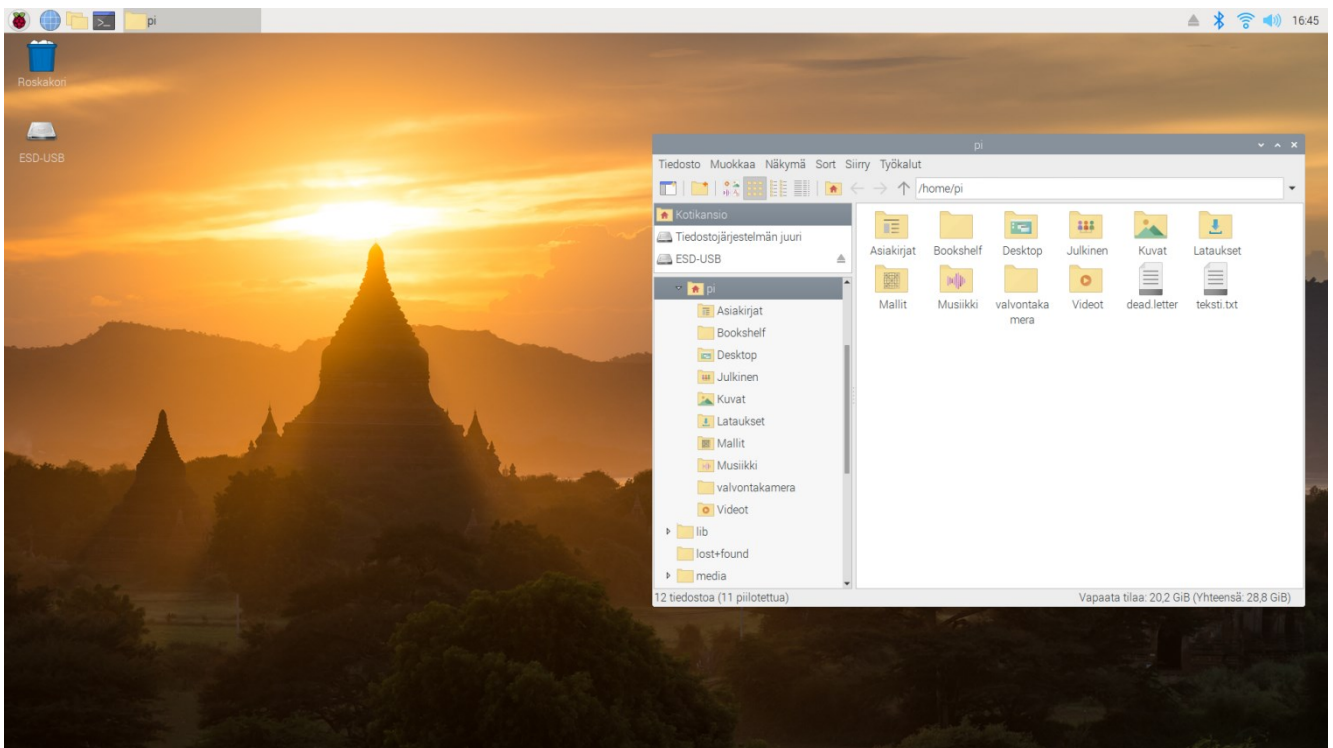 pi
16:45
Roskakori
ESD-USB
pi
Tiedosto Muokkaa Näkymä Sort Siirry Työkalut
/home/pi
Kotikansio
Tiedostojärjestelmän juuri
ESD-USB
pi
Asiakirjat
Bookshelf
Desktop
Julkinen
Kuvat
Lataukset
Mallit
Musiikki
valvontakamera
Videot
lib
lost+found
media
Asiakirjat Bookshelf Desktop Julkinen Kuvat Lataukset
Mallit Musiikki valvontaka Videot dead.letter teksti.txt
mera
12 tiedostoa (11 piilotettua) Vapaata tilaa: 20,2 GiB (Yhteensä: 28,8 GiB)